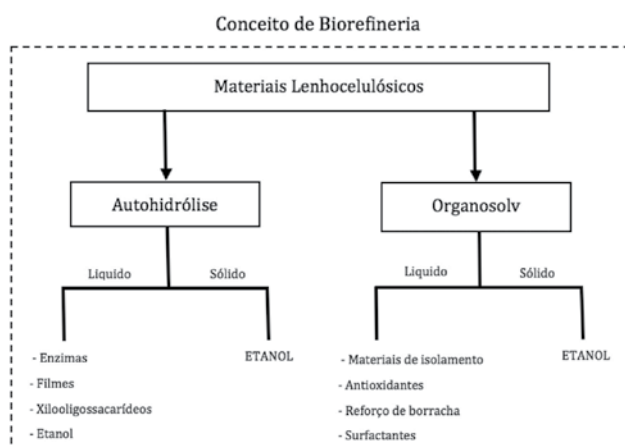 Conceito de Biorefineria
Materiais Lenhocelulósicos
Autohidrólise
Organosolv
Liquido
Sólido
Liquido
Sólido
- Enzimas
- Filmes
- Xilooligossacarídeos
- Etanol
ETANOL
- Materiais de isolamento
- Antioxidantes
- Reforço de borracha
- Surfactantes
ETANOL